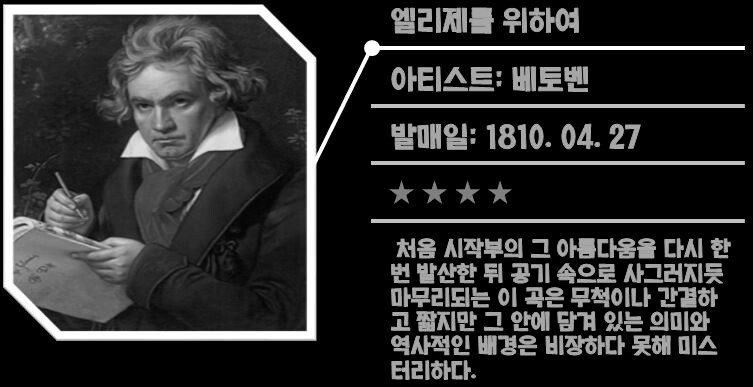 엘리제를 위하여
아티스트: 베토벤
발매일: 1810. 04. 27
★ ★ ★ ★
처음 시작부의 그 아름다움을 다시 한
번 발산한 뒤 공기 속으로 사그러지듯
마무리되는 이 곡은 무척이나 간결하
고 짧지만 그 안에 담겨 있는 의미와
역사적인 배경은 비장하다 못해 미스
터리하다.